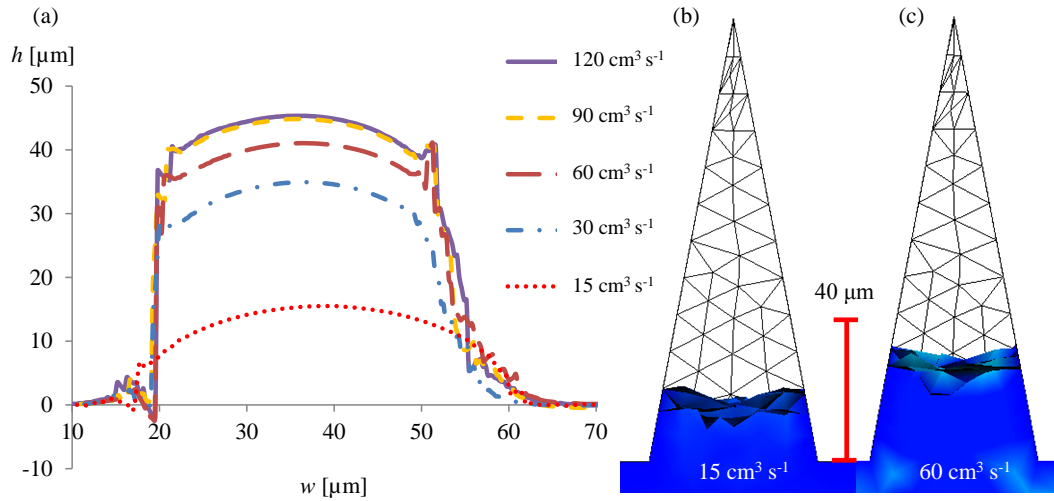 (a)
(b)
(c)
h [µm]
50
40
30
20
10
0
-10
10 20 30 40 50 60 70
w [µm]
120 cm³ s⁻¹
90 cm³ s⁻¹
60 cm³ s⁻¹
30 cm³ s⁻¹
15 cm³ s⁻¹
40 µm
15 cm³ s⁻¹
60 cm³ s⁻¹